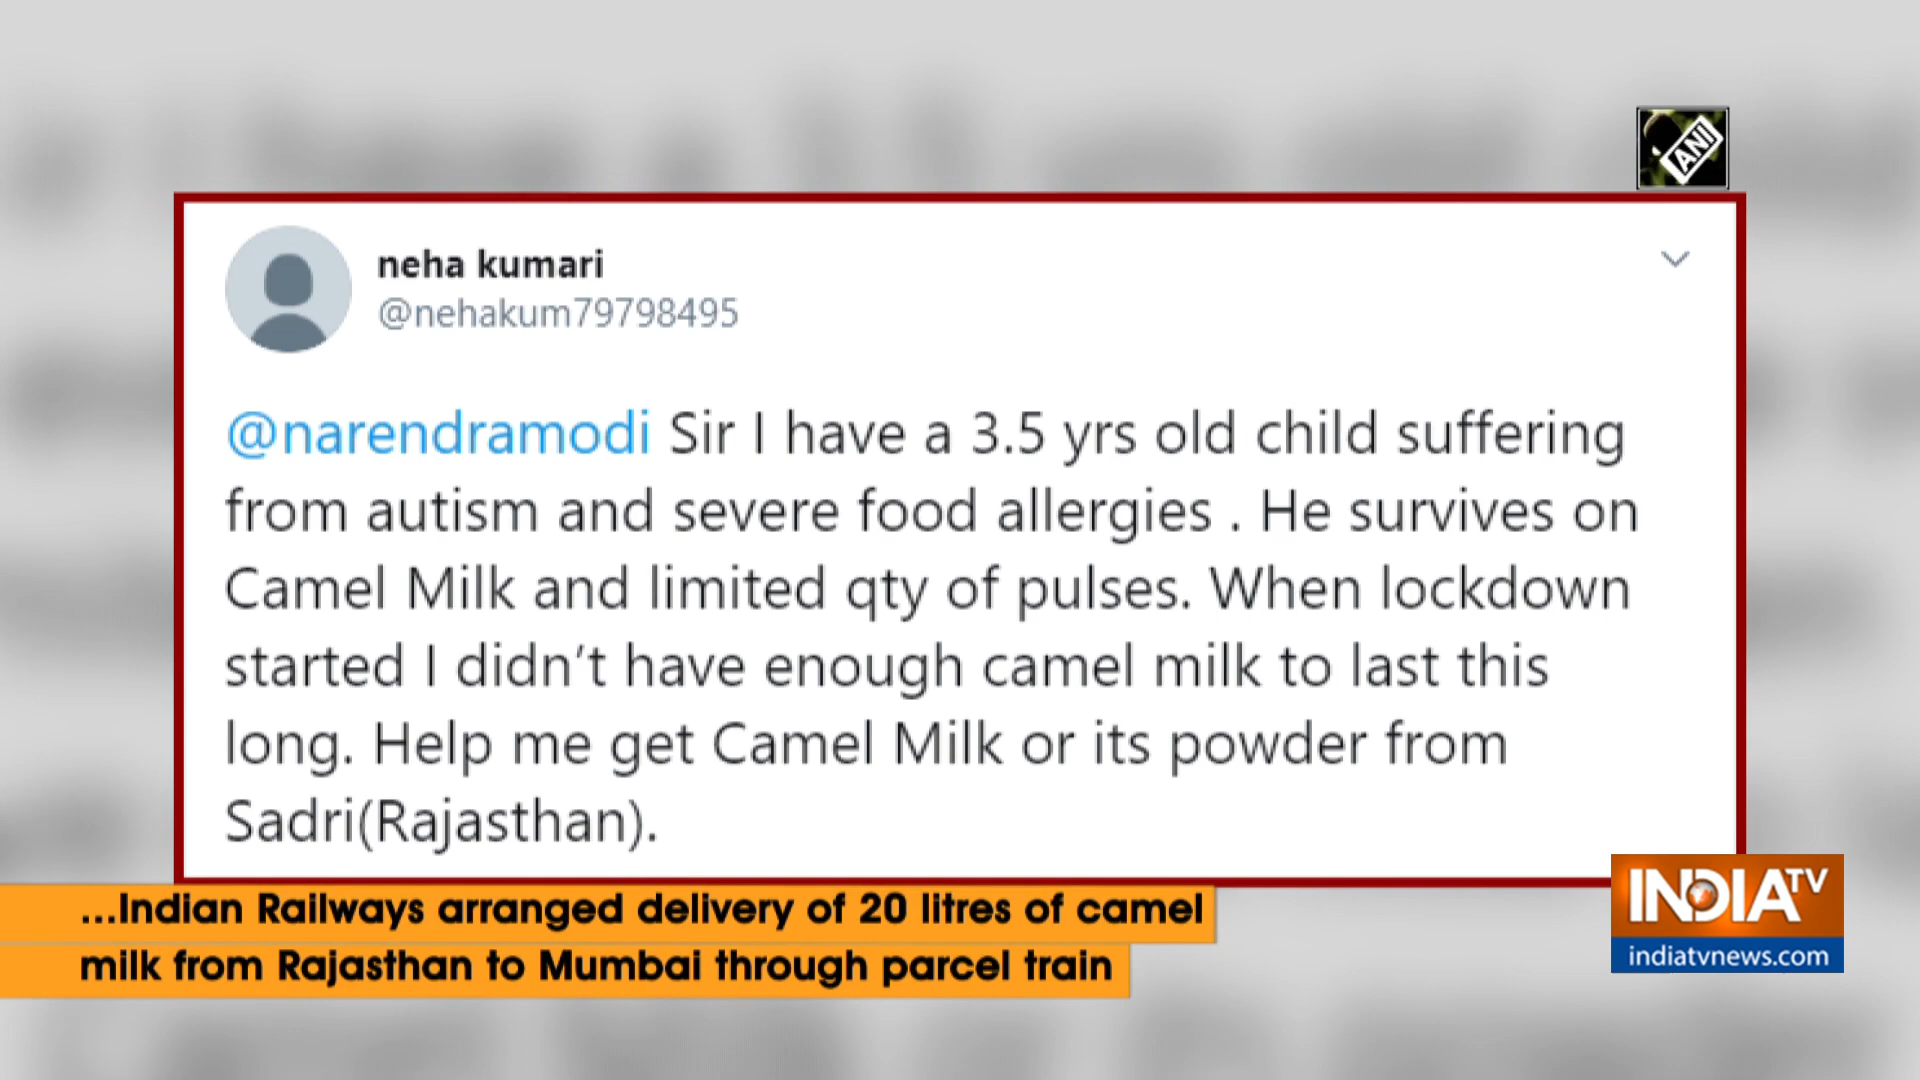 ANI
neha kumari
@nehakum79798495
@narendramodi Sir I have a 3.5 yrs old child suffering
from autism and severe food allergies . He survives on
Camel Milk and limited qty of pulses. When lockdown
started I didn't have enough camel milk to last this
long. Help me get Camel Milk or its powder from
Sadri(Rajasthan).
...Indian Railways arranged delivery of 20 litres of camel
milk from Rajasthan to Mumbai through parcel train
INDIA TV
indiatvnews.com